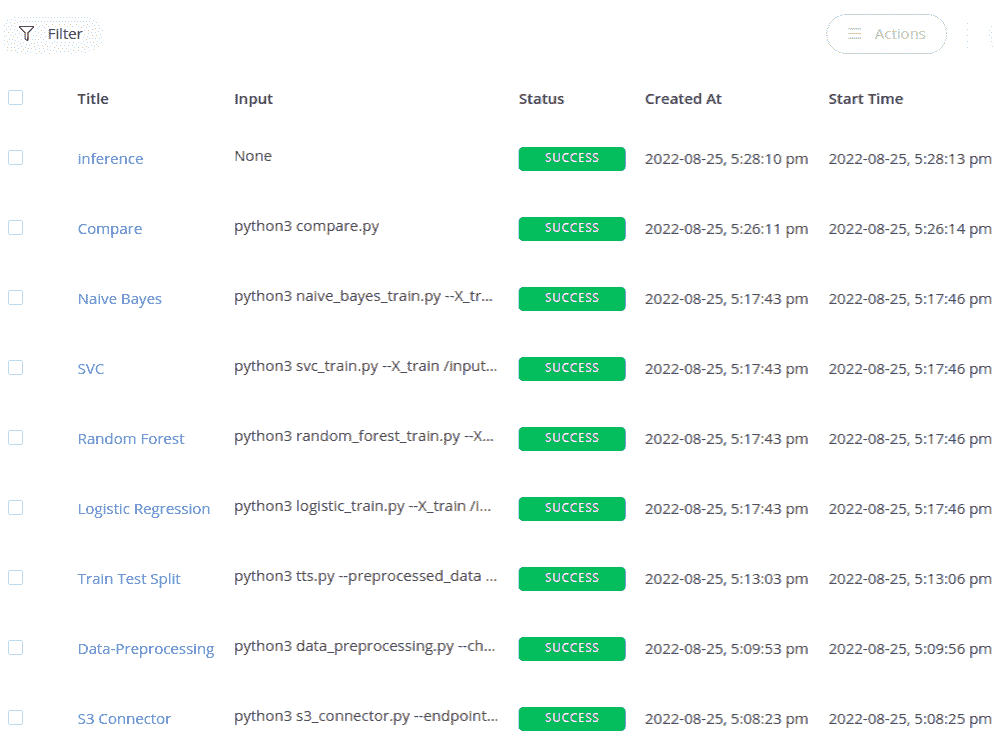 Filter
Actions
Title Input Status Created At Start Time
inference None SUCCESS 2022-08-25, 5:28:10 pm 2022-08-25, 5:28:13 pm
Compare python3 compare.py SUCCESS 2022-08-25, 5:26:11 pm 2022-08-25, 5:26:14 pm
Naive Bayes python3 naive_bayes_train.py --X_tr... SUCCESS 2022-08-25, 5:17:43 pm 2022-08-25, 5:17:46 pm
SVC python3 svc_train.py --X_train /input... SUCCESS 2022-08-25, 5:17:43 pm 2022-08-25, 5:17:46 pm
Random Forest python3 random_forest_train.py --X... SUCCESS 2022-08-25, 5:17:43 pm 2022-08-25, 5:17:46 pm
Logistic Regression python3 logistic_train.py --X_train /i... SUCCESS 2022-08-25, 5:17:43 pm 2022-08-25, 5:17:46 pm
Train Test Split python3 tts.py --preprocessed_data ... SUCCESS 2022-08-25, 5:13:03 pm 2022-08-25, 5:13:06 pm
Data-Preprocessing python3 data_preprocessing.py --ch... SUCCESS 2022-08-25, 5:09:53 pm 2022-08-25, 5:09:56 pm
S3 Connector python3 s3_connector.py --endpoint... SUCCESS 2022-08-25, 5:08:23 pm 2022-08-25, 5:08:25 pm